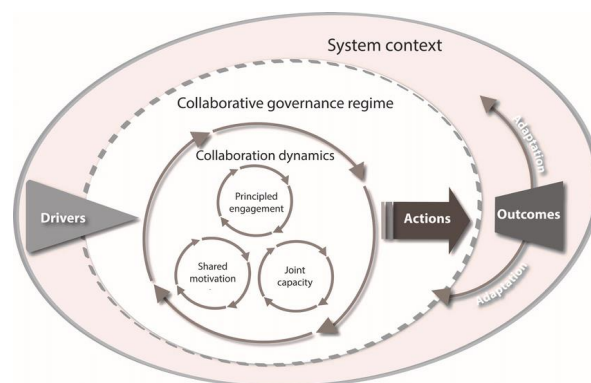 System context
Collaborative governance regime
Collaboration dynamics
Principled
engagement
Shared
motivation
Joint
capacity
Drivers
Actions
Outcomes
Adaptation
Adaptation